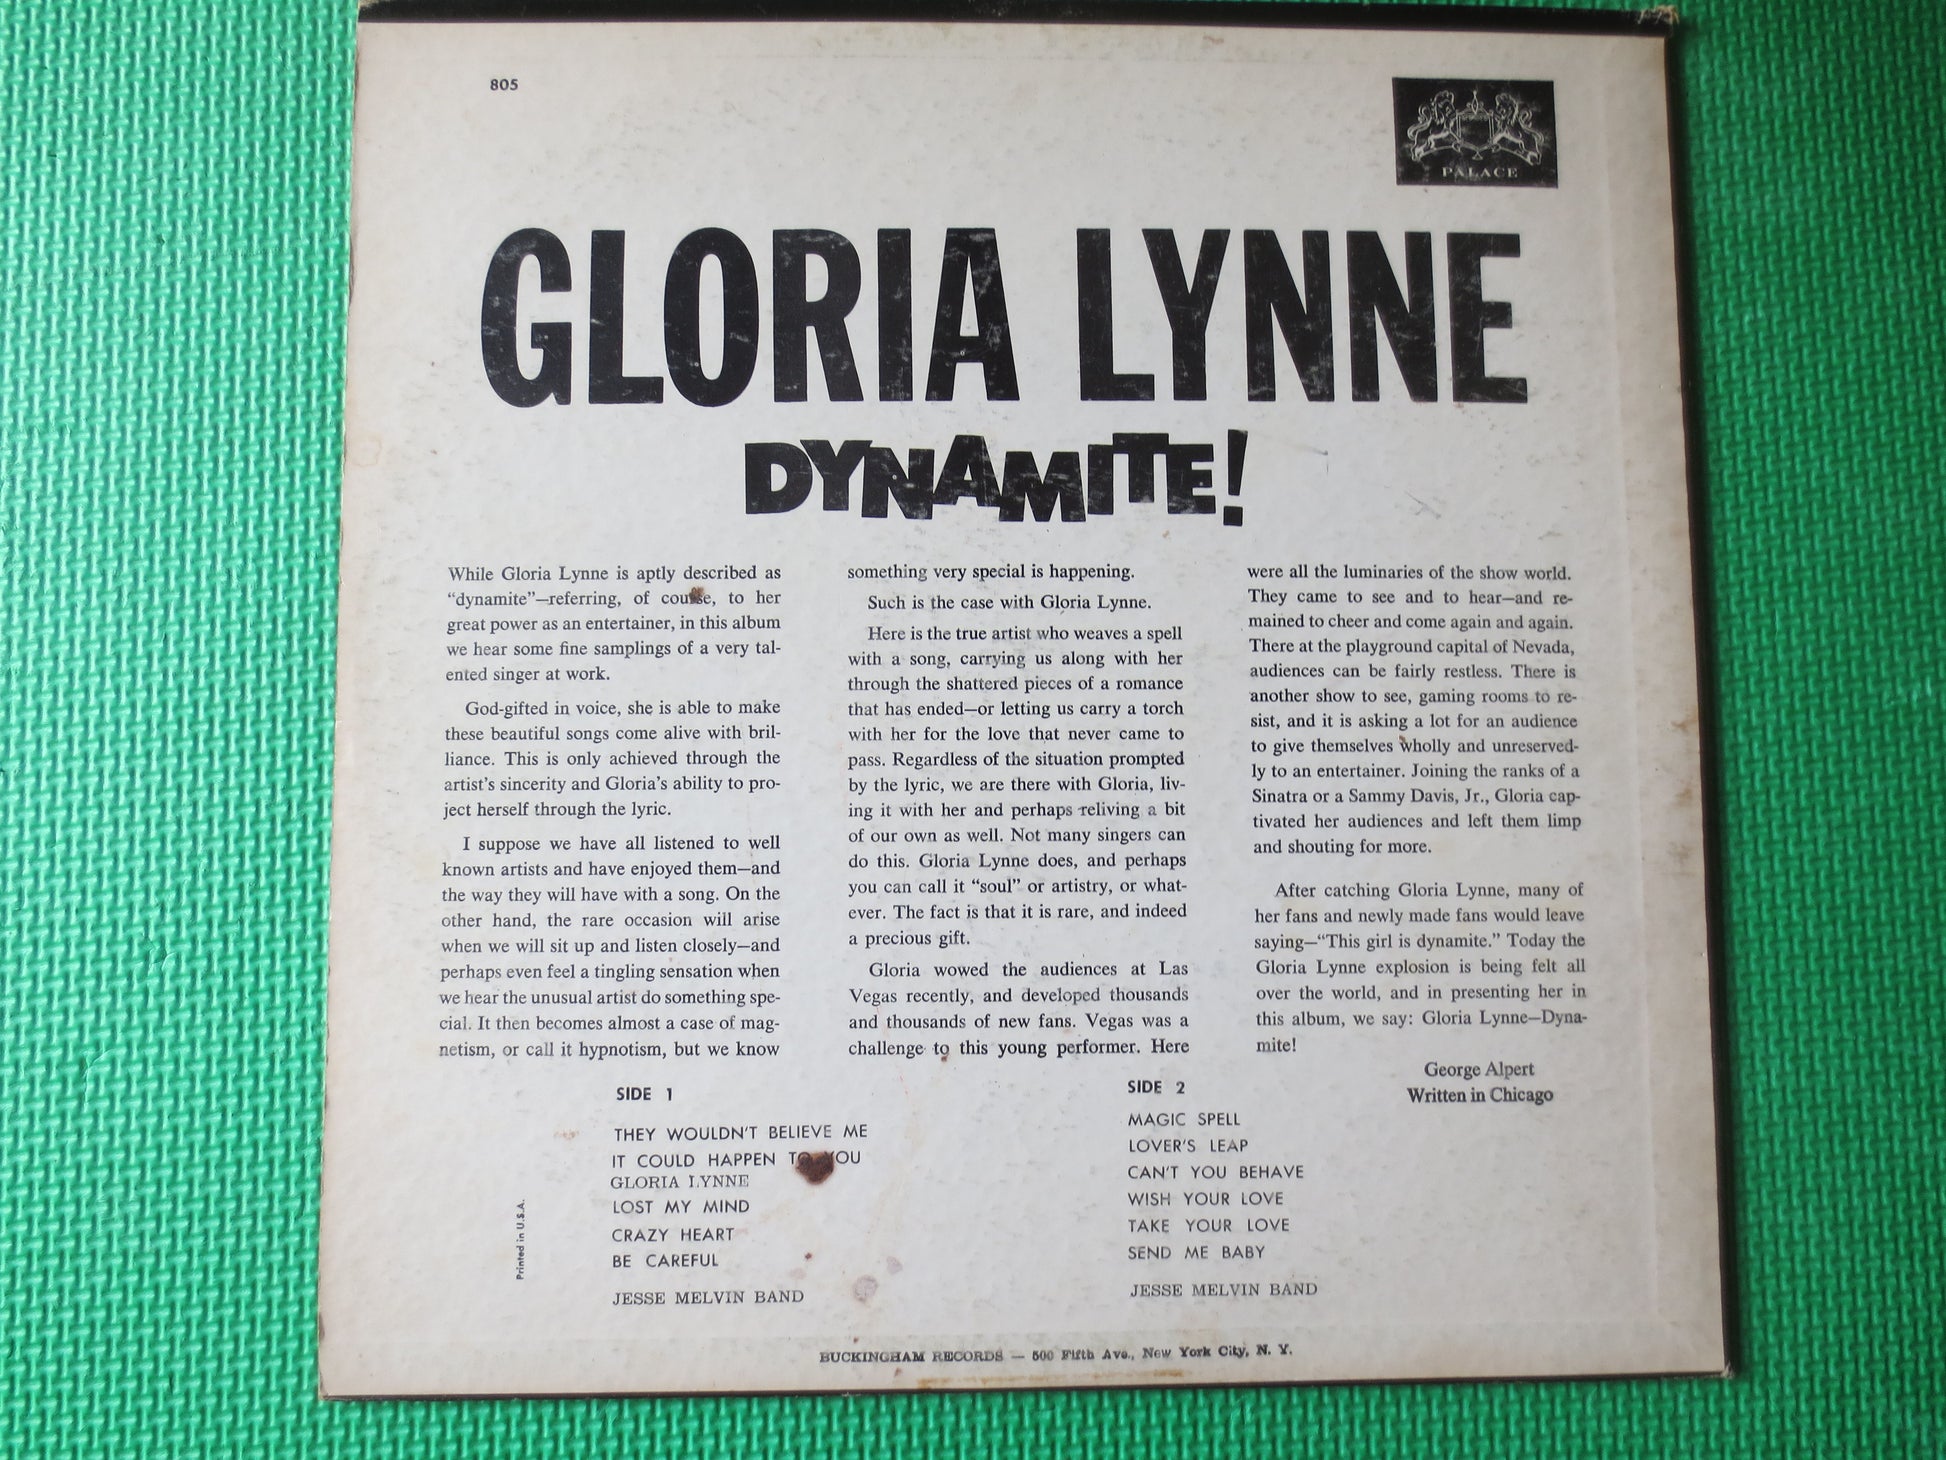 805
PALACE
GLORIA LYNNE
DYNAMITE!
While Gloria Lynne is aptly described as
“dynamite”—referring, of course, to her
great power as an entertainer, in this album
we hear some fine samplings of a very tal-
ented singer at work.
God-gifted in voice, she is able to make
these beautiful songs come alive with bril-
liance. This is only achieved through the
artist's sincerity and Gloria's ability to pro-
ject herself through the lyric.
I suppose we have all listened to well
known artists and have enjoyed them—and
the way they will have with a song. On the
other hand, the rare occasion will arise
when we will sit up and listen closely—and
perhaps even feel a tingling sensation when
we hear the unusual artist do something spe-
cial. It then becomes almost a case of mag-
netism, or call it hypnotism, but we know
something very special is happening.
Such is the case with Gloria Lynne.
Here is the true artist who weaves a spell
with a song, carrying us along with her
through the shattered pieces of a romance
that has ended—or letting us carry a torch
with her for the love that never came to
pass. Regardless of the situation prompted
by the lyric, we are there with Gloria, liv-
ing it with her and perhaps reliving a bit
of our own as well. Not many singers can
do this. Gloria Lynne does, and perhaps
you can call it “soul” or artistry, or what-
ever. The fact is that it is rare, and indeed
a precious gift.
Gloria wowed the audiences at Las
Vegas recently, and developed thousands
and thousands of new fans. Vegas was a
challenge to this young performer. Here
were all the luminaries of the show world.
They came to see and to hear—and re-
mained to cheer and come again and again.
There at the playground capital of Nevada,
audiences can be fairly restless. There is
another show to see, gaming rooms to re-
sist, and it is asking a lot for an audience
to give themselves wholly and unreserved-
ly to an entertainer. Joining the ranks of a
Sinatra or a Sammy Davis, Jr., Gloria cap-
tivated her audiences and left them limp
and shouting for more.
After catching Gloria Lynne, many of
her fans and newly made fans would leave
saying—“This girl is dynamite.” Today the
Gloria Lynne explosion is being felt all
over the world, and in presenting her in
this album, we say: Gloria Lynne—Dyna-
mite!
George Alpert
Written in Chicago
SIDE 1
THEY WOULDN'T BELIEVE ME
IT COULD HAPPEN TO YOU
GLORIA LYNNE
LOST MY MIND
CRAZY HEART
BE CAREFUL
JESSE MELVIN BAND
SIDE 2
MAGIC SPELL
LOVER'S LEAP
CAN'T YOU BEHAVE
WISH YOUR LOVE
TAKE YOUR LOVE
SEND ME BABY
JESSE MELVIN BAND
Printed in U.S.A.
BUCKINGHAM RECORDS — 500 Fifth Ave., New York City, N. Y.